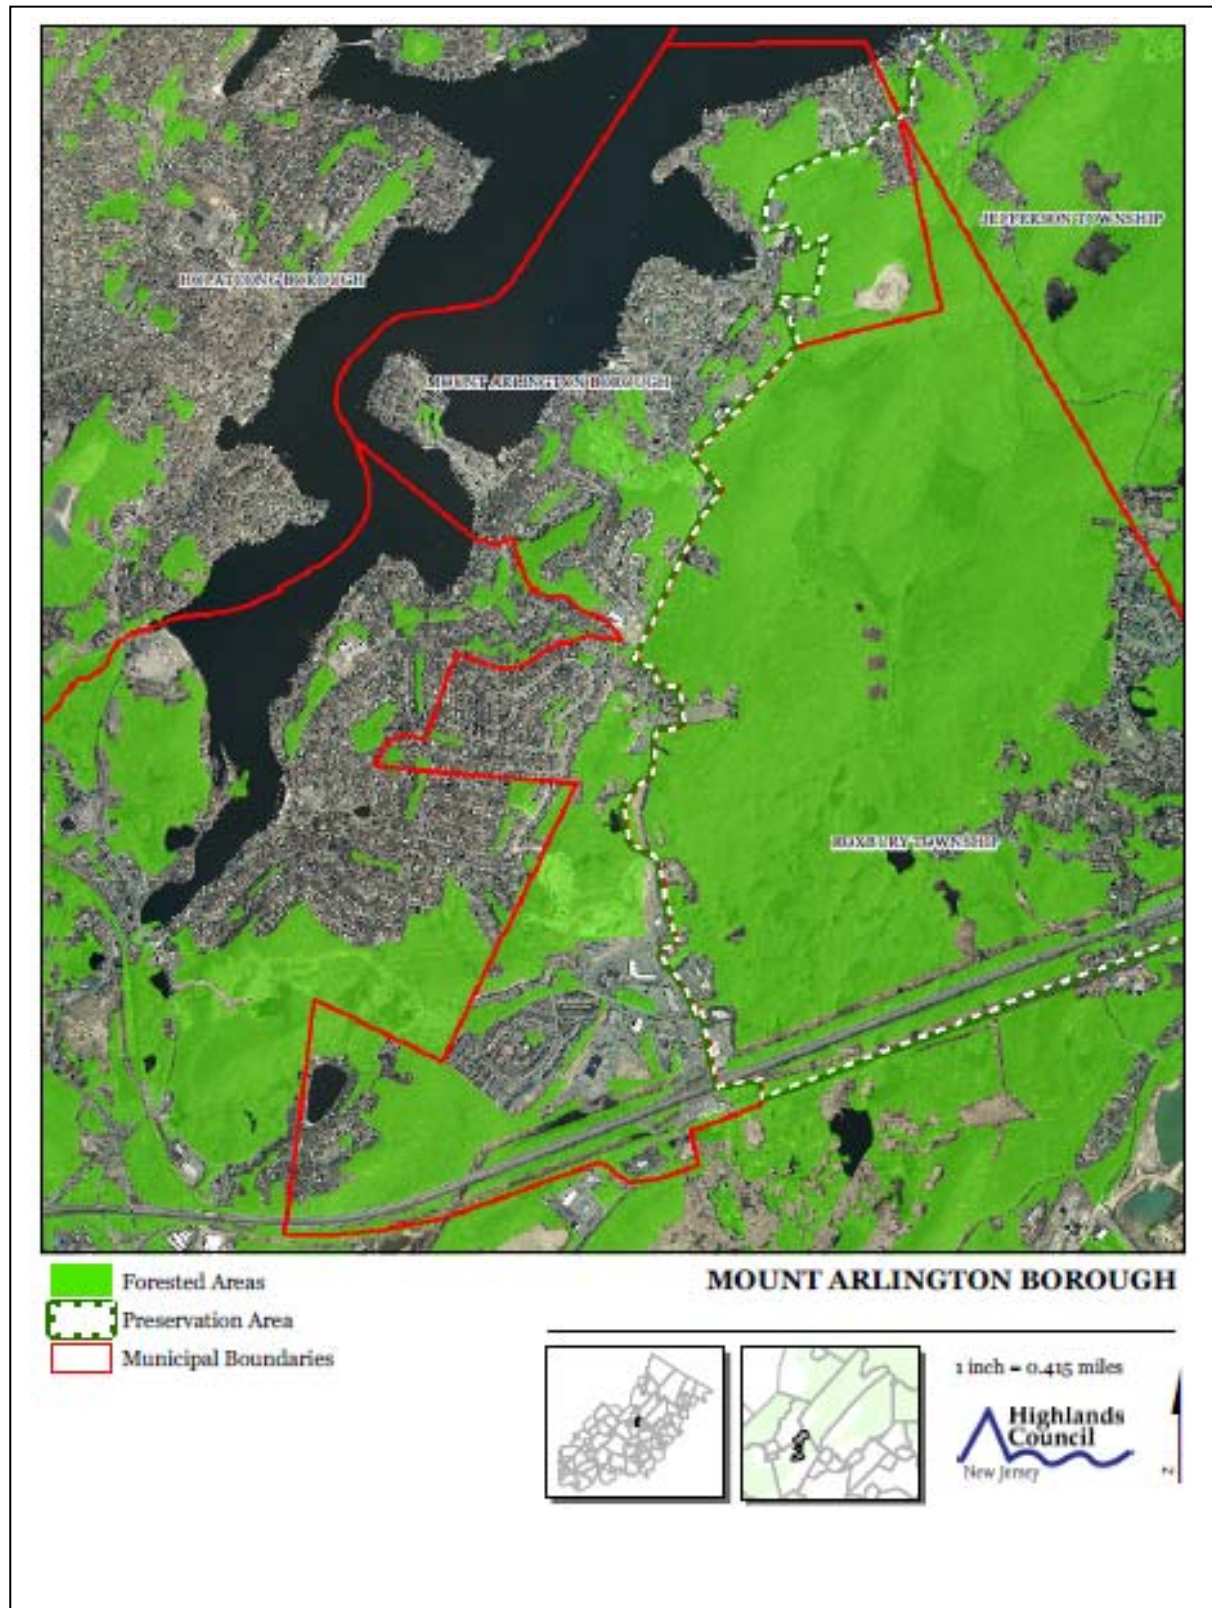 JEFFERSON TOWNSHIP
HOPATCONG BOROUGH
MOUNT ARLINGTON BOROUGH
ROXBURY TOWNSHIP
Forested Areas
Preservation Area
Municipal Boundaries
MOUNT ARLINGTON BOROUGH
1 inch = 0.415 miles
Highlands
Council
New Jersey
N